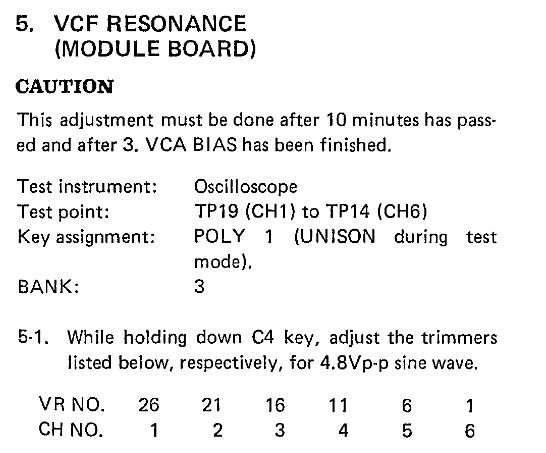 5. VCF RESONANCE
(MODULE BOARD)
CAUTION
This adjustment must be done after 10 minutes has pass-
ed and after 3. VCA BIAS has been finished.
Test instrument: Oscilloscope
Test point: TP19 (CH1) to TP14 (CH6)
Key assignment: POLY 1 (UNISON during test
mode).
BANK: 3
5-1. While holding down C4 key, adjust the trimmers
listed below, respectively, for 4.8Vp-p sine wave.
VR NO. 26 21 16 11 6 1
CH NO. 1 2 3 4 5 6